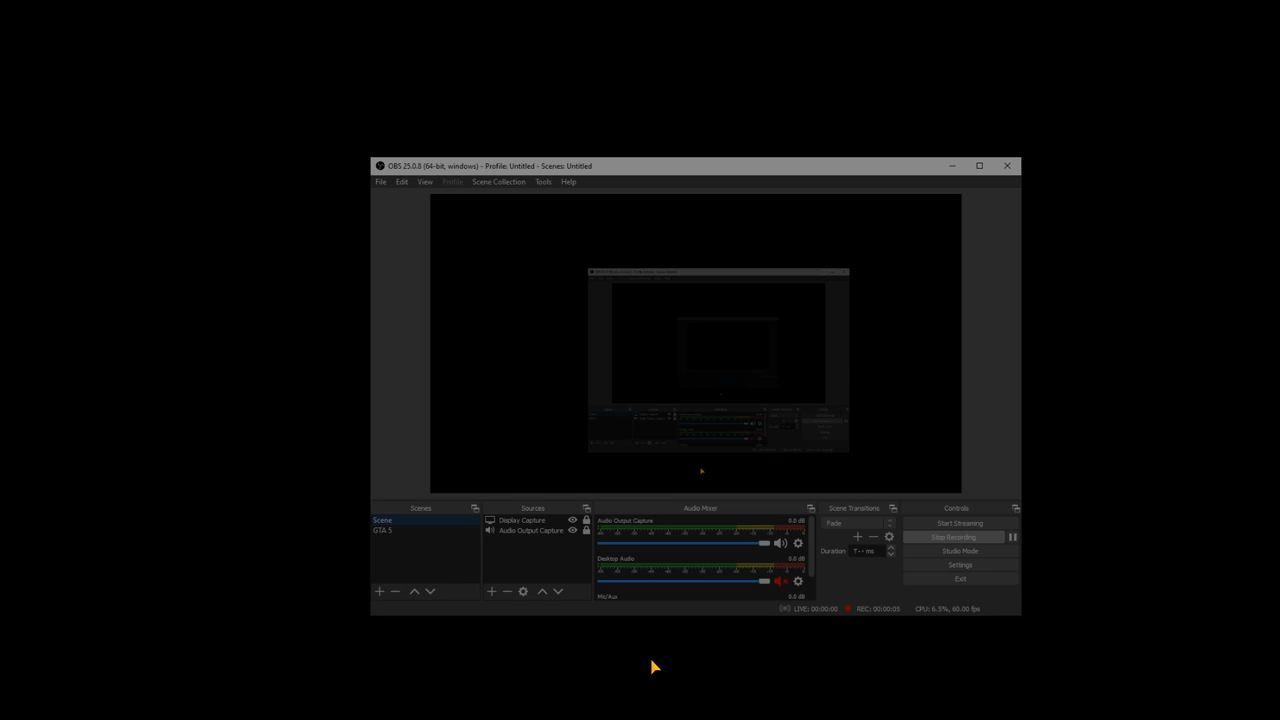 OBS 25.0.8 (64-bit, windows) - Profile: Untitled - Scenes: Untitled
File Edit View Profile Scene Collection Tools Help
Scenes
Scene
GTA 5
Sources
Display Capture
Audio Output Capture
Audio Mixer
Audio Output Capture 0.0 dB
Desktop Audio 0.0 dB
Mic/Aux 0.0 dB
Scene Transitions
Fade
Duration
Controls
Start Streaming
Stop Recording
Studio Mode
Settings
Exit
LIVE: 00:00:00 REC: 00:00:05 CPU: 6.5%, 60.00 fps